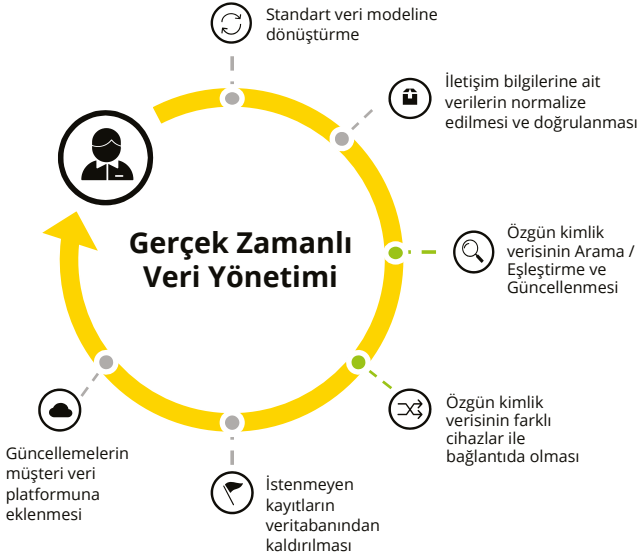 Standart veri modeline
dönüştürme
İletişim bilgilerine ait
verilerin normalize
edilmesi ve doğrulanması
Gerçek Zamanlı
Veri Yönetimi
Özgün kimlik
verisinin Arama /
Eşleştirme ve
Güncellenmesi
Özgün kimlik
verisinin farklı
cihazlar ile
bağlantıda olması
İstenmeyen
kayıtların
veritabanından
kaldırılması
Güncellemelerin
müşteri veri
platformuna
eklenmesi